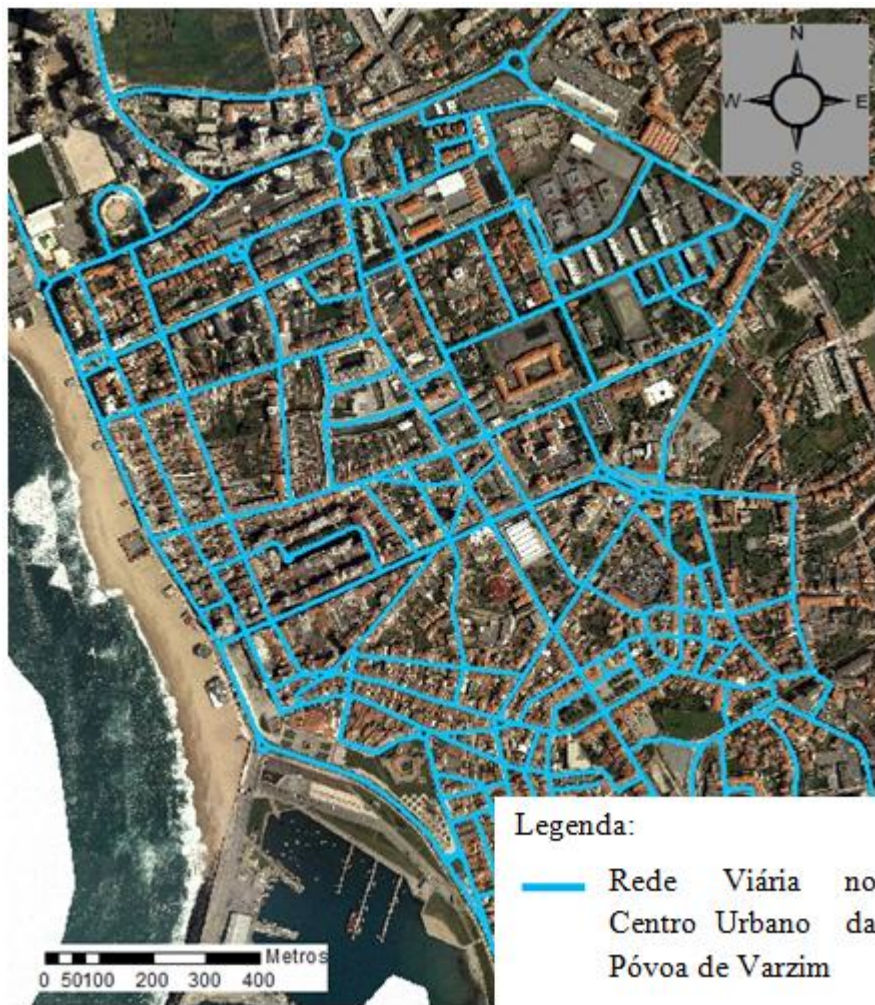 N
W E
S
Legenda:
Rede Viária no
Centro Urbano da
Póvoa de Varzim
Metros
0 50100 200 300 400